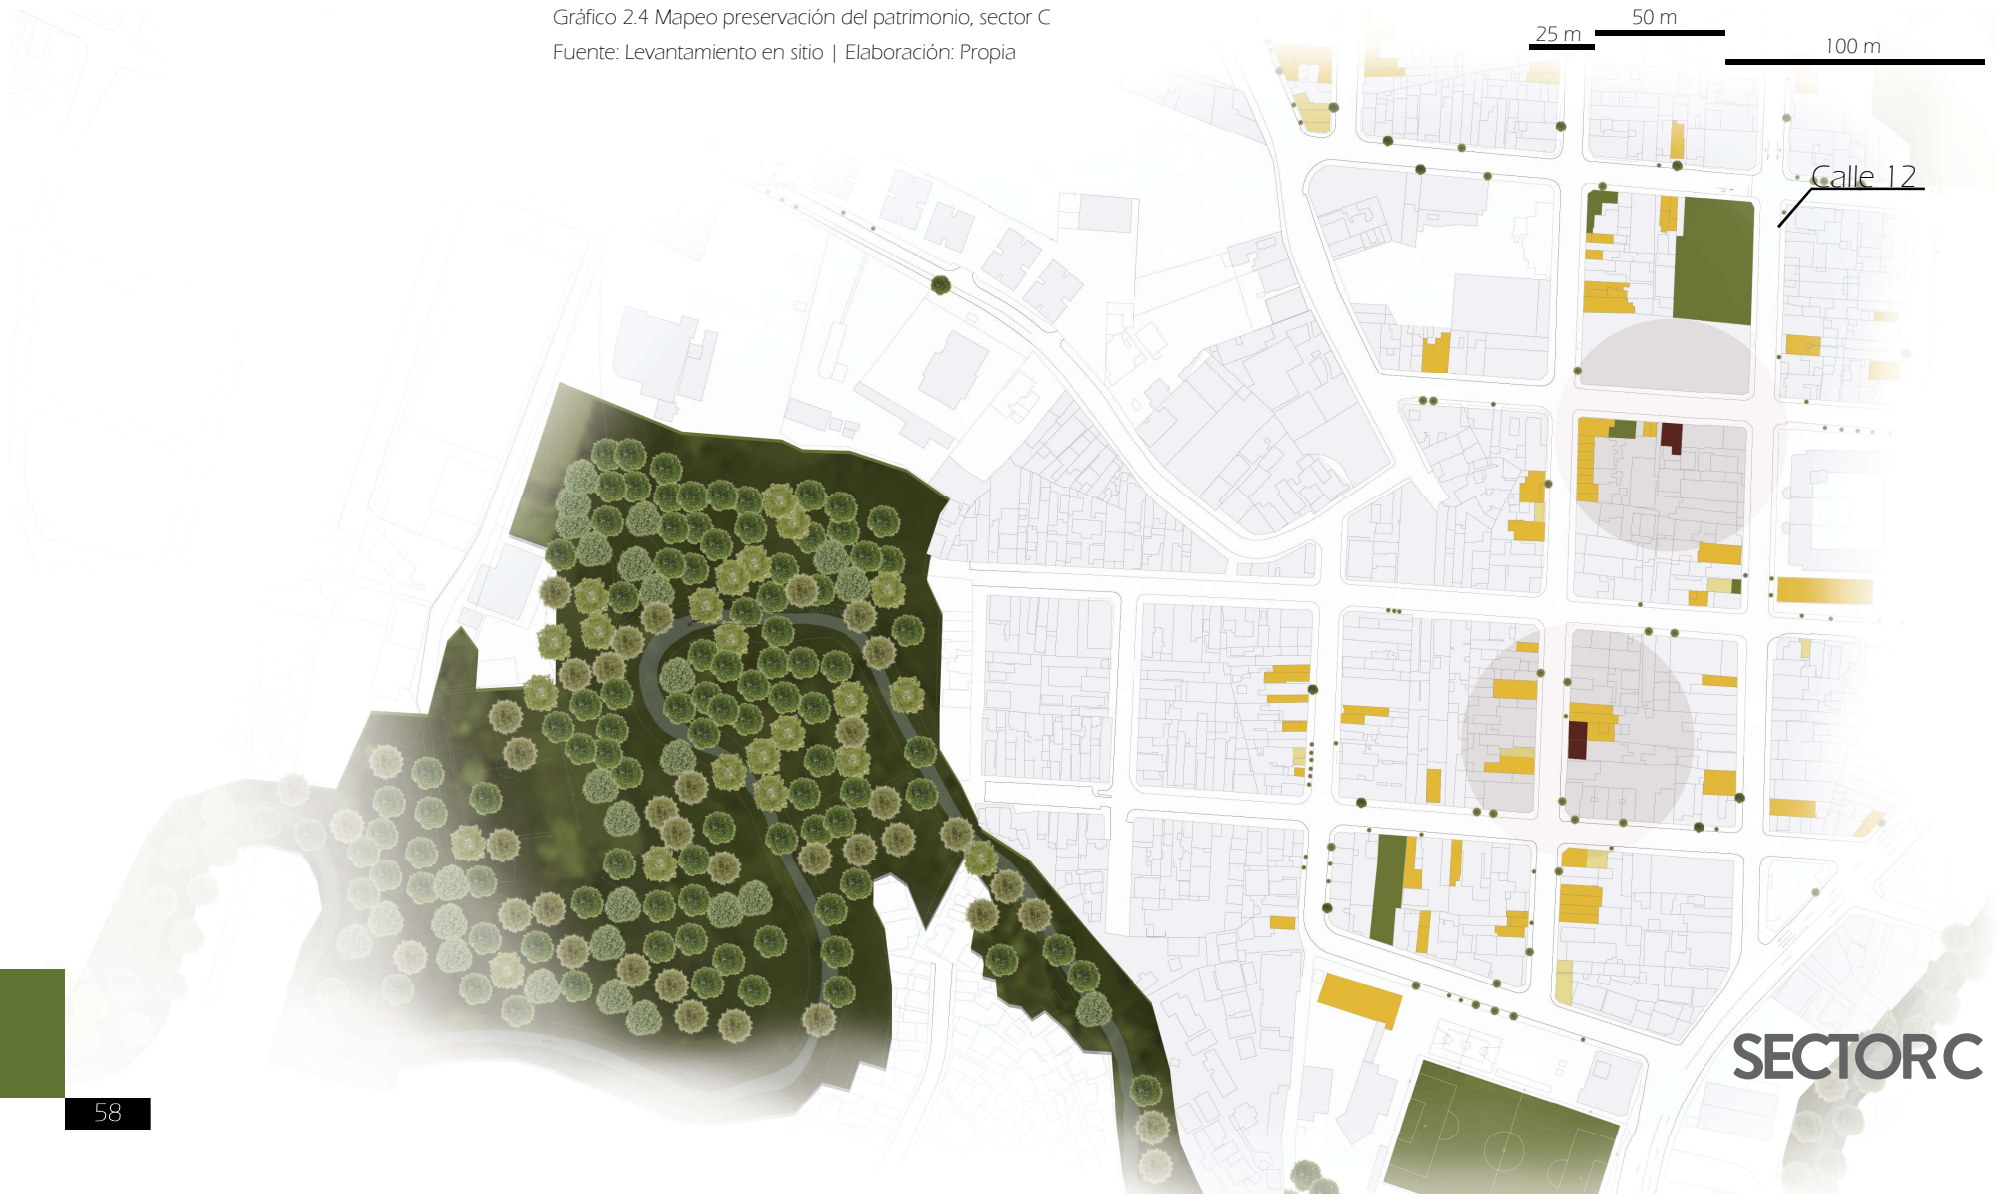 Gráfico 2.4 Mapeo preservación del patrimonio, sector C
Fuente: Levantamiento en sitio | Elaboración: Propia
25 m
50 m
100 m
Calle 12
SECTOR C
58